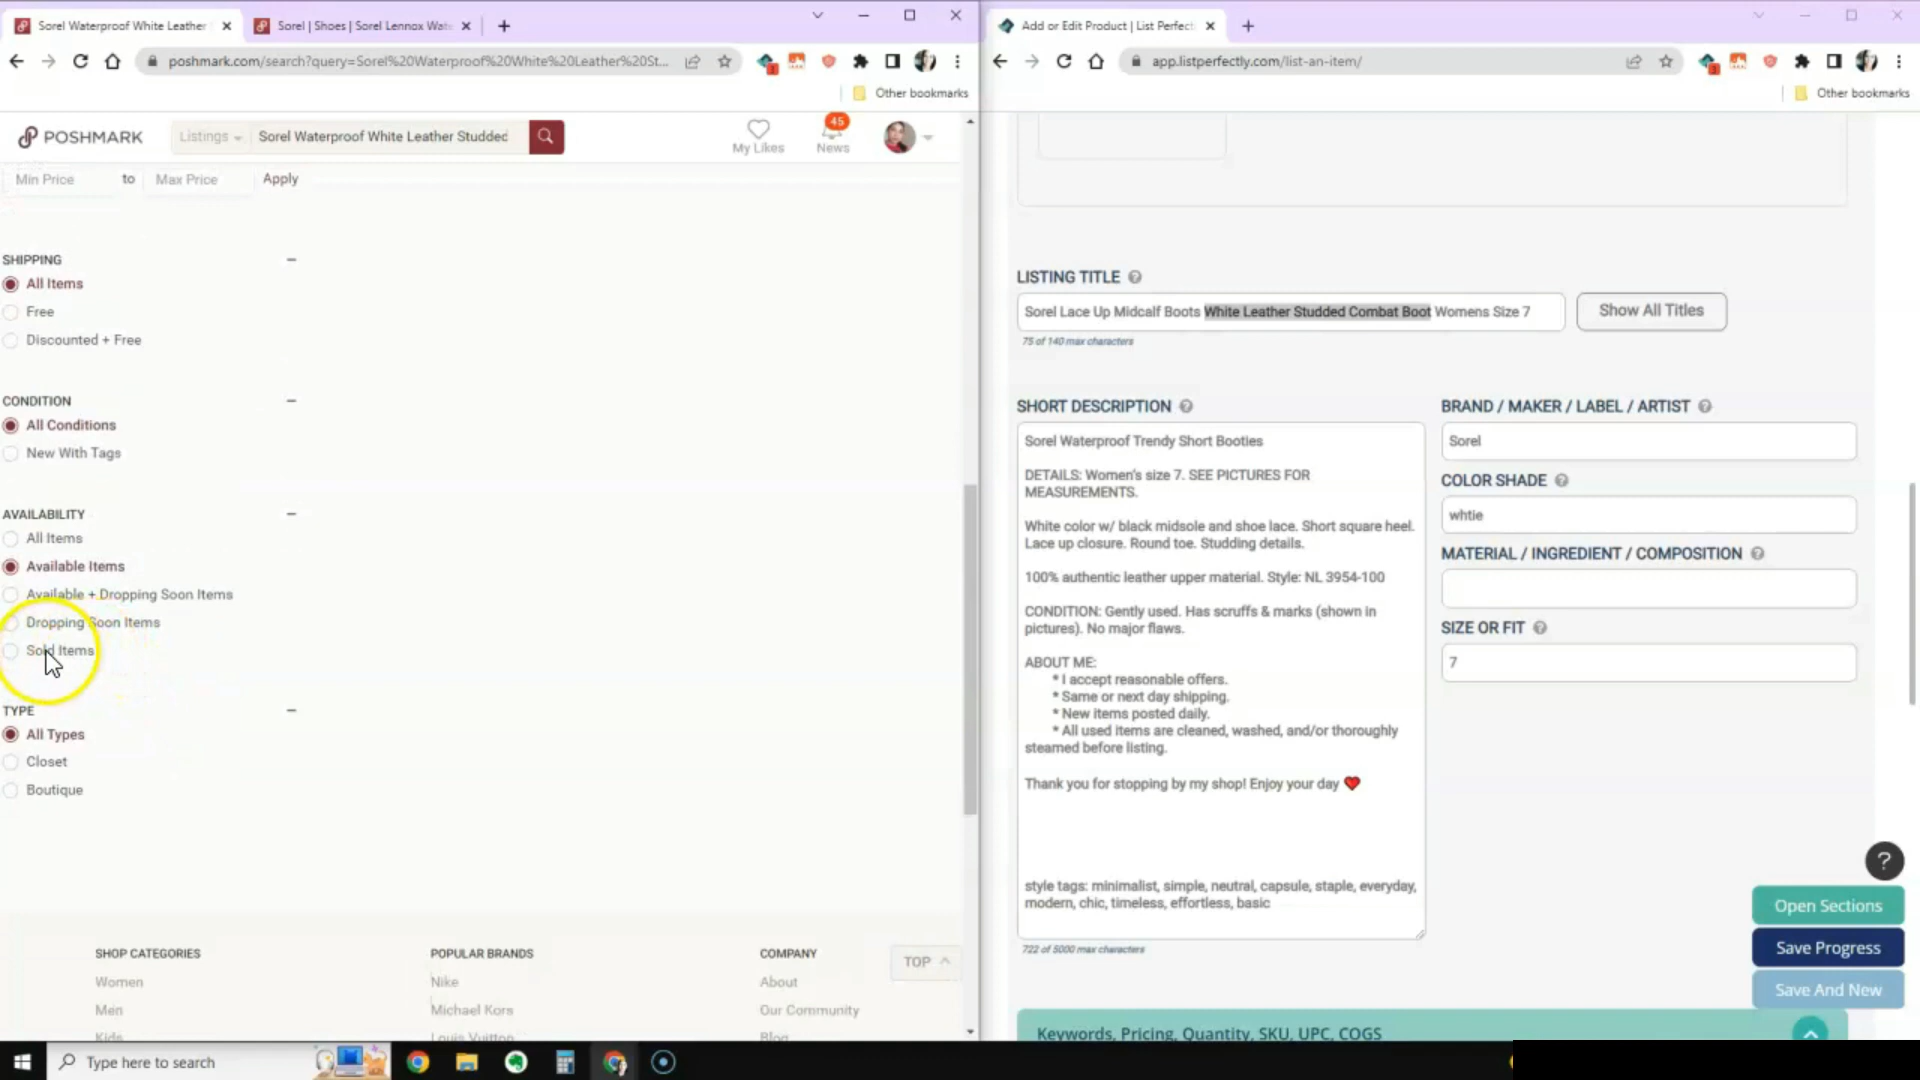 Sorel Waterproof White Leather
Sorel | Shoes | Sorel Lennox Wat
poshmark.com/search?query=Sorel%20Waterproof%20White%20Leather%20St...
Other bookmarks
POSHMARK
Listings
Sorel Waterproof White Leather Studded
My Likes
45
News
Min Price
to
Max Price
Apply
SHIPPING
All Items
Free
Discounted + Free
CONDITION
All Conditions
New With Tags
AVAILABILITY
All Items
Available Items
Available + Dropping Soon Items
Dropping Soon Items
Sold Items
TYPE
All Types
Closet
Boutique
SHOP CATEGORIES
Women
Men
Kids
POPULAR BRANDS
Nike
Michael Kors
Louis Vuitton
COMPANY
About
Our Community
Blog
TOP
Add or Edit Product | List Perfect
app.listperfectly.com/list-an-item/
Other bookmarks
LISTING TITLE
Sorel Lace Up Midcalf Boots White Leather Studded Combat Boot Womens Size 7
Show All Titles
75 of 140 max characters
SHORT DESCRIPTION
Sorel Waterproof Trendy Short Booties
DETAILS: Women's size 7. SEE PICTURES FOR
MEASUREMENTS.
White color w/ black midsole and shoe lace. Short square heel.
Lace up closure. Round toe. Studding details.
100% authentic leather upper material. Style: NL 3954-100
CONDITION: Gently used. Has scruffs & marks (shown in
pictures). No major flaws.
ABOUT ME:
* I accept reasonable offers.
* Same or next day shipping.
* New items posted daily.
* All used items are cleaned, washed, and/or thoroughly
steamed before listing.
Thank you for stopping by my shop! Enjoy your day ❤️
style tags: minimalist, simple, neutral, capsule, staple, everyday,
modern, chic, timeless, effortless, basic
722 of 5000 max characters
BRAND / MAKER / LABEL / ARTIST
Sorel
COLOR SHADE
whtie
MATERIAL / INGREDIENT / COMPOSITION
SIZE OR FIT
7
?
Open Sections
Save Progress
Save And New
Keywords, Pricing, Quantity, SKU, UPC, COGS
Type here to search